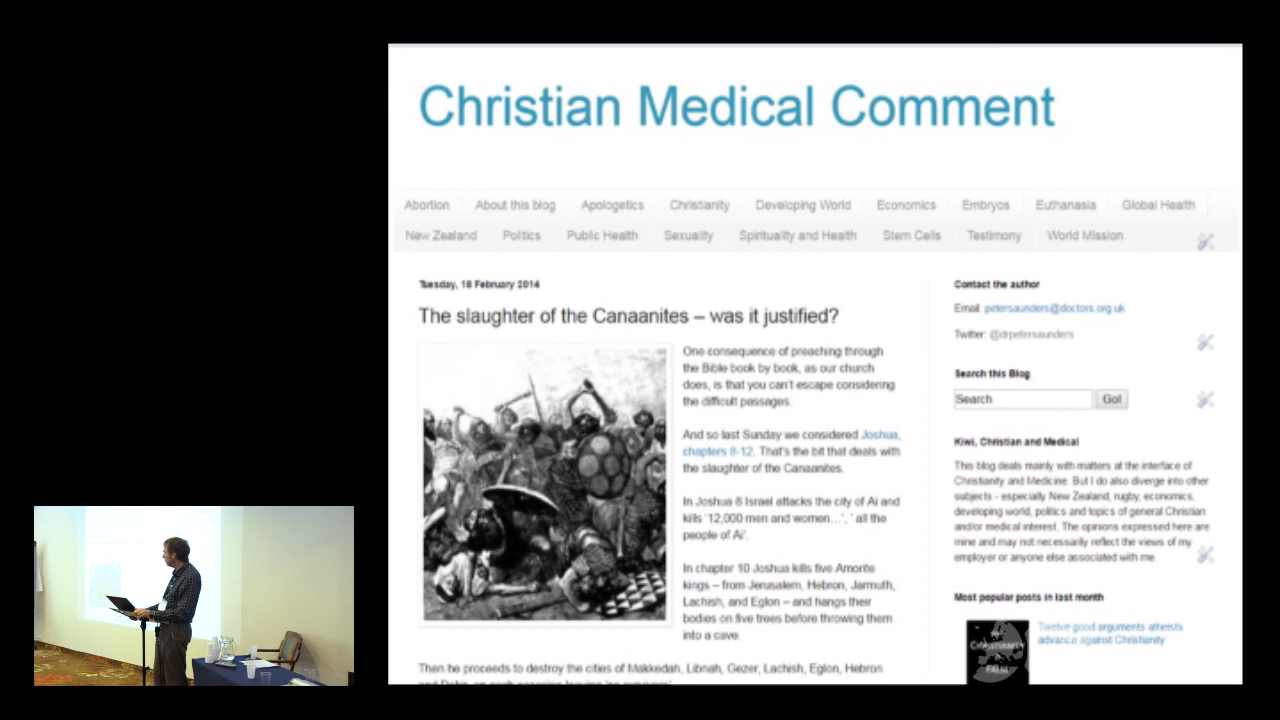 Christian Medical Comment
Abortion About this blog Apologetics Christianity Developing World Economics Embryos Euthanasia Global Health
New Zealand Politics Public Health Sexuality Spirituality and Health Stem Cells Testimony World Mission
Tuesday, 18 February 2014
The slaughter of the Canaanites – was it justified?
One consequence of preaching through
the Bible book by book, as our church
does, is that you can't escape considering
the difficult passages.
And so last Sunday we considered Joshua,
chapters 8-12. That's the bit that deals with
the slaughter of the Canaanites.
In Joshua 8 Israel attacks the city of Ai and
kills '12,000 men and women…', ' all the
people of Ai'.
In chapter 10 Joshua kills five Amorite
kings – from Jerusalem, Hebron, Jarmuth,
Lachish, and Eglon – and hangs their
bodies on five trees before throwing them
into a cave.
Then he proceeds to destroy the cities of Makkedah, Libnah, Gezer, Lachish, Eglon, Hebron
Contact the author
Email: petersaunders@doctors.org.uk
Twitter: @drpetersaunders
Search this Blog
Search Go!
Kiwi, Christian and Medical
This blog deals mainly with matters at the interface of
Christianity and Medicine. But I do also diverge into other
subjects - especially New Zealand, rugby, economics,
developing world, politics and topics of general Christian
and/or medical interest. The opinions expressed here are
mine and may not necessarily reflect the views of my
employer or anyone else associated with me.
Most popular posts in last month
CHRISTIANITY
FALSE
Twelve good arguments atheists
advance against Christianity